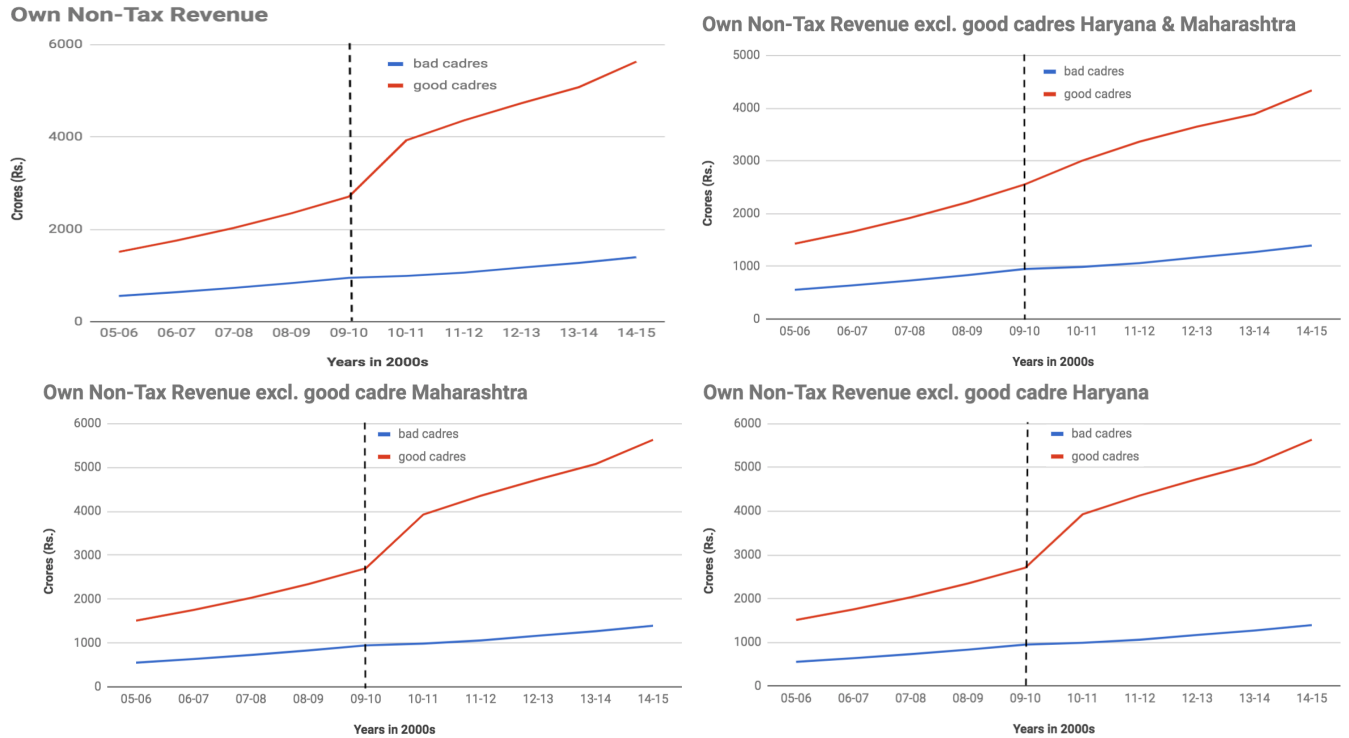 Own Non-Tax Revenue
6000
4000
2000
0
Crores (Rs.)
bad cadres
good cadres
05-06 06-07 07-08 08-09 09-10 10-11 11-12 12-13 13-14 14-15
Years in 2000s
Own Non-Tax Revenue excl. good cadres Haryana & Maharashtra
5000
4000
3000
2000
1000
0
Crores (Rs.)
bad cadres
good cadres
05-06 06-07 07-08 08-09 09-10 10-11 11-12 12-13 13-14 14-15
Years in 2000s
Own Non-Tax Revenue excl. good cadre Maharashtra
6000
5000
4000
3000
2000
1000
0
Crores (Rs.)
bad cadres
good cadres
05-06 06-07 07-08 08-09 09-10 10-11 11-12 12-13 13-14 14-15
Years in 2000s
Own Non-Tax Revenue excl. good cadre Haryana
6000
5000
4000
3000
2000
1000
0
Crores (Rs.)
bad cadres
good cadres
05-06 06-07 07-08 08-09 09-10 10-11 11-12 12-13 13-14 14-15
Years in 2000s